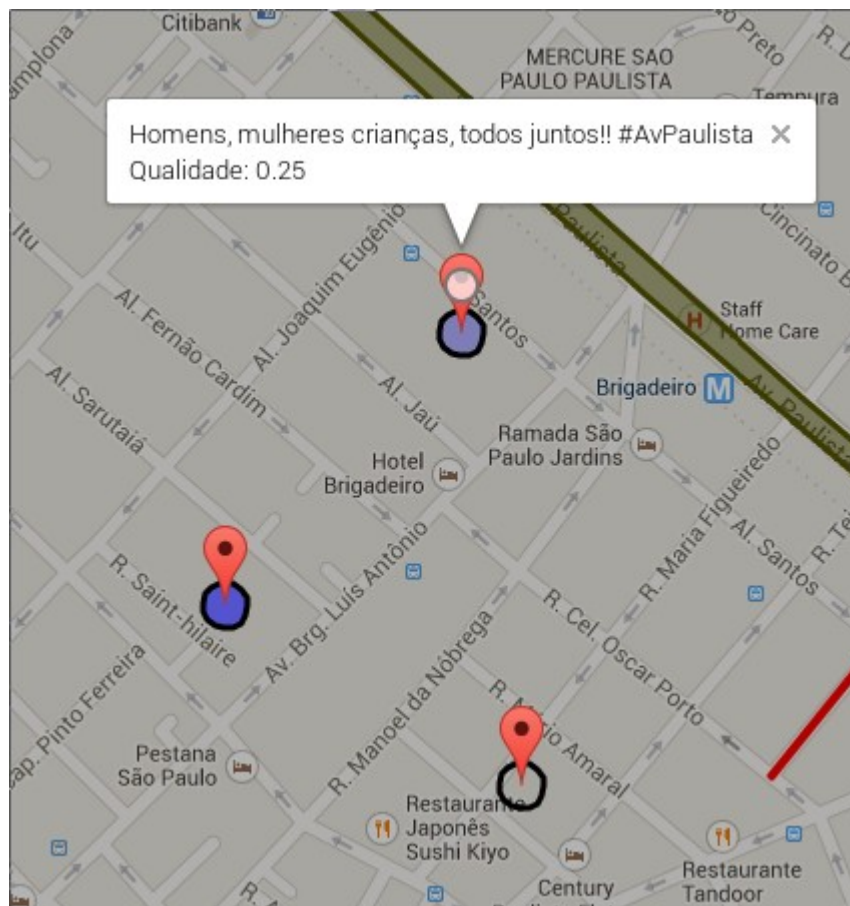 Citibank
MERCURE SAO
PAULO PAULISTA
Tempura
R. D
Homens, mulheres crianças, todos juntos!! #AvPaulista
Qualidade: 0.25
Paulista
Cincinato B
Itu
Al. Joaquim Eugênio
Santos
Staff
Home Care
Al. Fernão Cardim
Al. Jaú
Brigadeiro
M
Av. Paulista
Al. Sarutaiá
Ramada São
Paulo Jardins
Hotel
Brigadeiro
R. Maria Figueiredo
Al. Santos
R. Saint-hilaire
Av. Brg. Luís Antônio
R. Cel. Oscar Porto
R. Manoel da Nóbrega
Pinto Ferreira
Amaral
Pestana
São Paulo
Restaurante
Japonês
Sushi Kiyo
Century
Restaurante
Tandoor